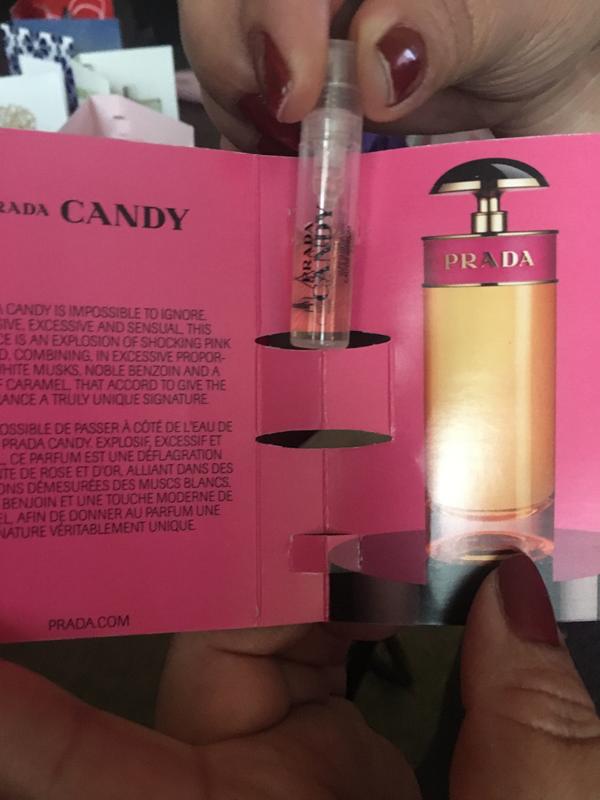 RADA CANDY
CANDY IS IMPOSSIBLE TO IGNORE.
SIVE, EXCESSIVE AND SENSUAL, THIS
CE IS AN EXPLOSION OF SHOCKING PINK
D, COMBINING, IN EXCESSIVE PROPOR-
WHITE MUSKS, NOBLE BENZOIN AND A
F CARAMEL, THAT ACCORD TO GIVE THE
RANCE A TRULY UNIQUE SIGNATURE.
OSSIBLE DE PASSER À CÔTÉ DE L'EAU DE
PRADA CANDY. EXPLOSIF, EXCESSIF ET
L, CE PARFUM EST UNE DÉFLAGRATION
NTE DE ROSE ET D'OR, ALLIANT DANS DES
ONS DÉMESURÉES DES MUSCS BLANCS,
BENJOIN ET UNE TOUCHE MODERNE DE
EL, AFIN DE DONNER AU PARFUM UNE
NATURE VÉRITABLEMENT UNIQUE.
PRADA.COM
PRADA
CANDY
PRADA